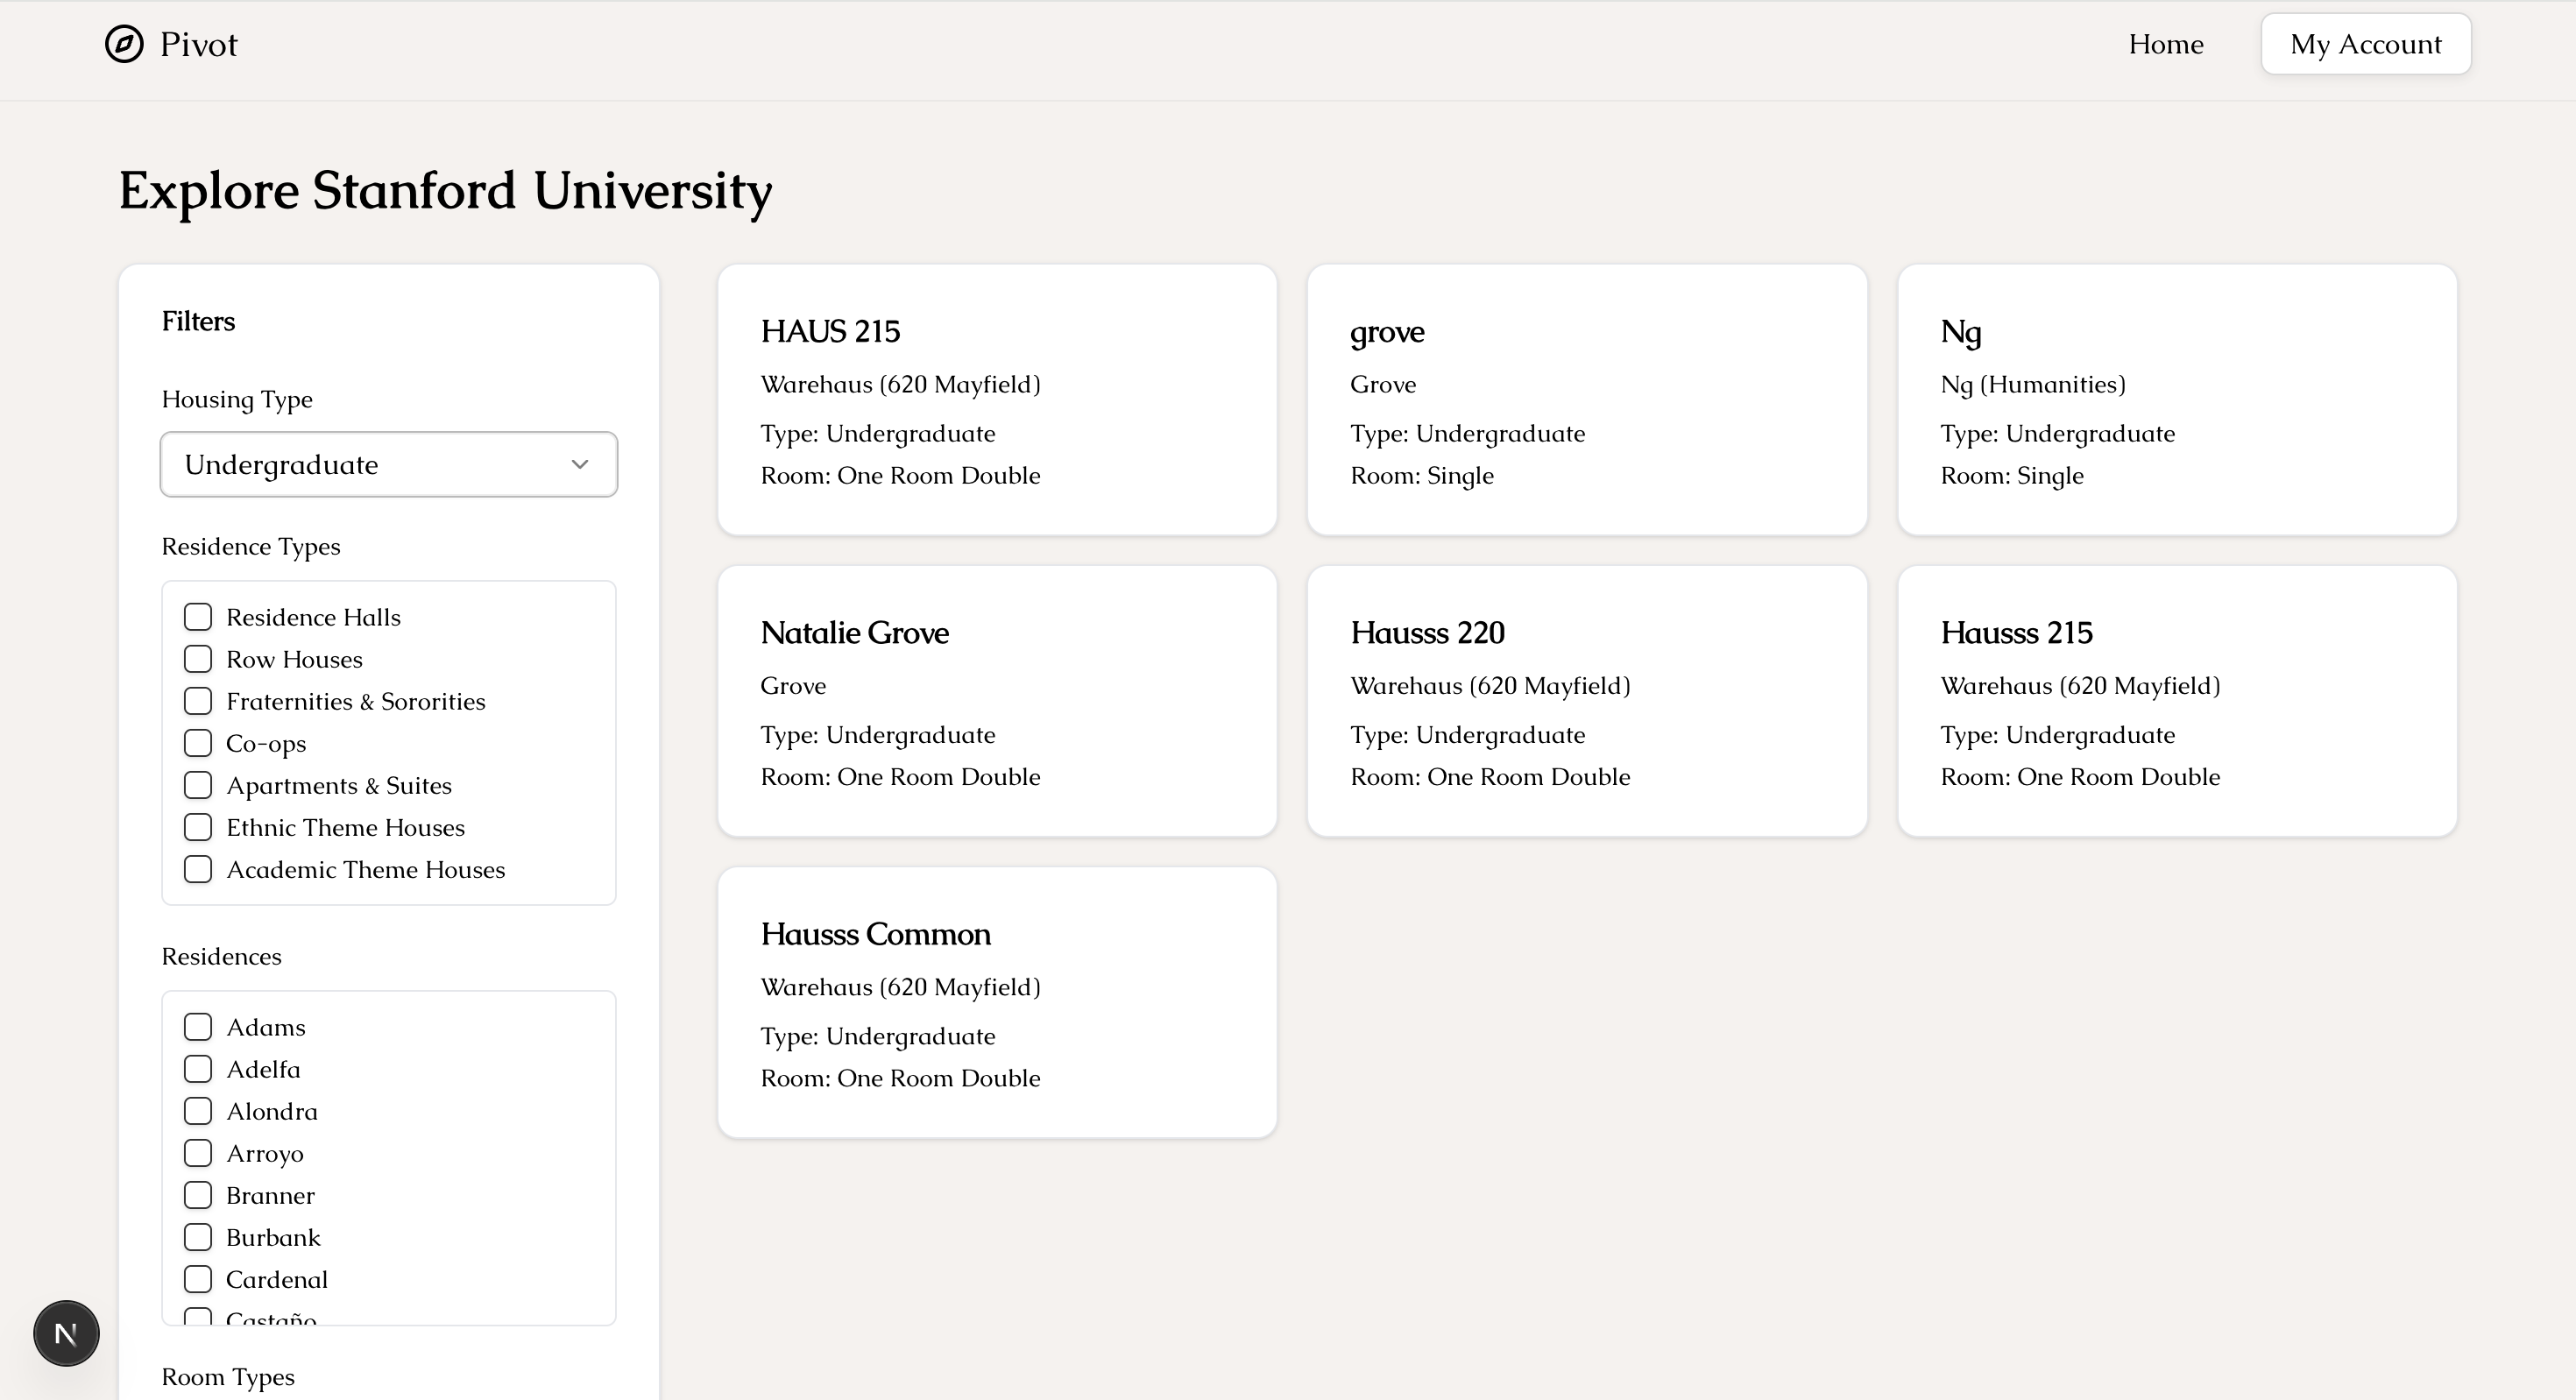 Pivot
Home
My Account
Explore Stanford University
Filters
Housing Type
Undergraduate
Residence Types
Residence Halls
Row Houses
Fraternities & Sororities
Co-ops
Apartments & Suites
Ethnic Theme Houses
Academic Theme Houses
Residences
Adams
Adelfa
Alondra
Arroyo
Branner
Burbank
Cardenal
Castaño
Room Types
HAUS 215
Warehaus (620 Mayfield)
Type: Undergraduate
Room: One Room Double
grove
Grove
Type: Undergraduate
Room: Single
Ng
Ng (Humanities)
Type: Undergraduate
Room: Single
Natalie Grove
Grove
Type: Undergraduate
Room: One Room Double
Hausss 220
Warehaus (620 Mayfield)
Type: Undergraduate
Room: One Room Double
Hausss 215
Warehaus (620 Mayfield)
Type: Undergraduate
Room: One Room Double
Hausss Common
Warehaus (620 Mayfield)
Type: Undergraduate
Room: One Room Double
N